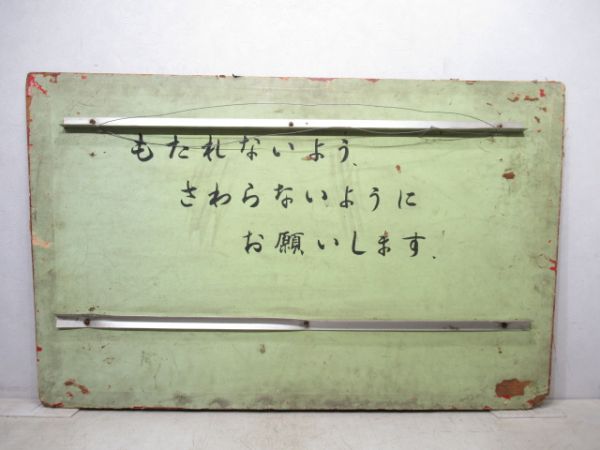 もたれないよう、
さわらないように
お願いします.